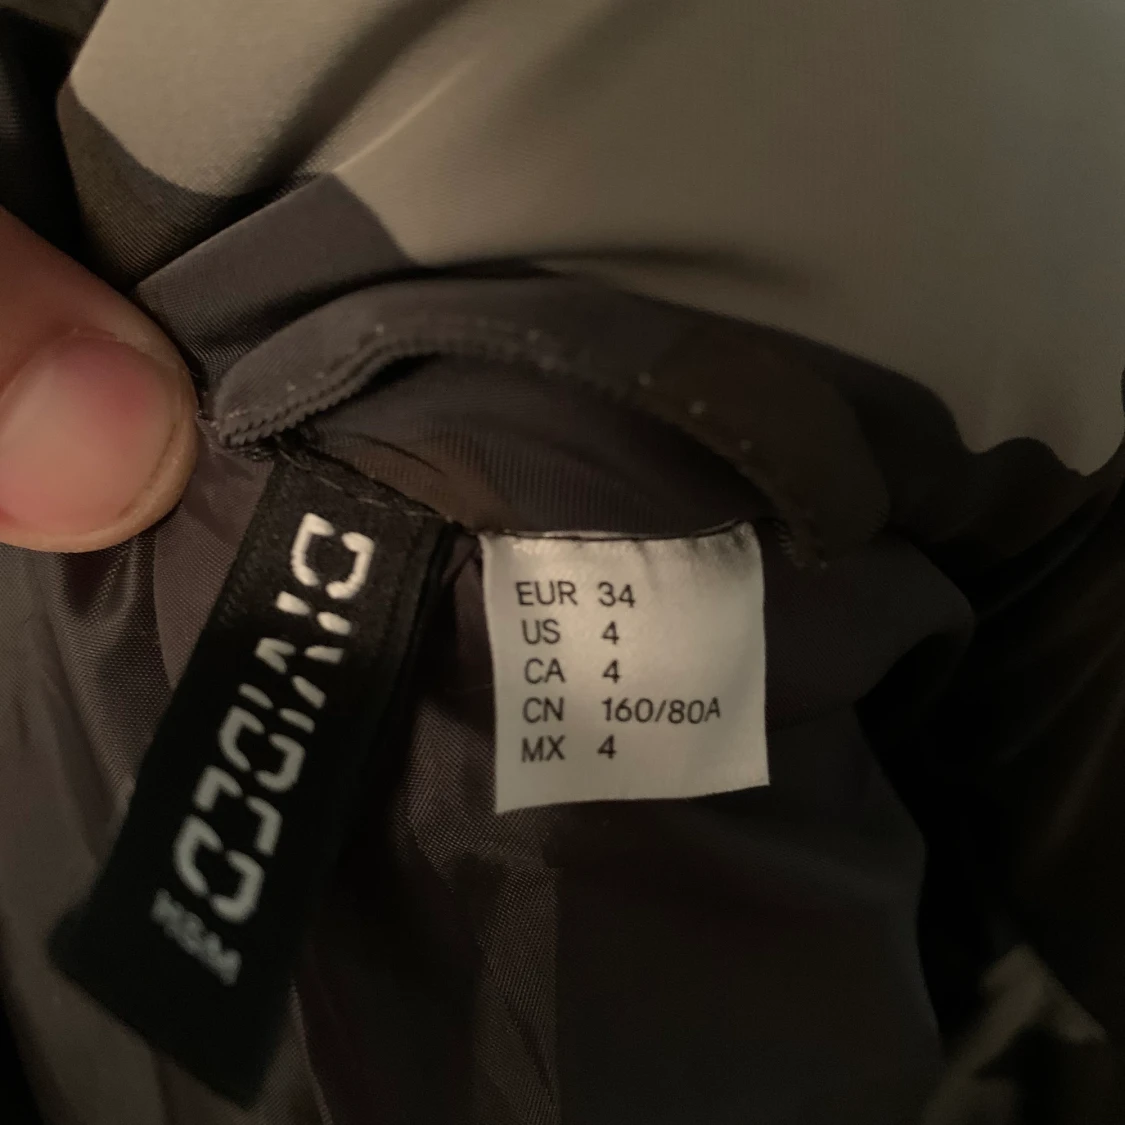 DIVIDED
H&M
EUR 34
US 4
CA 4
CN 160/80A
MX 4